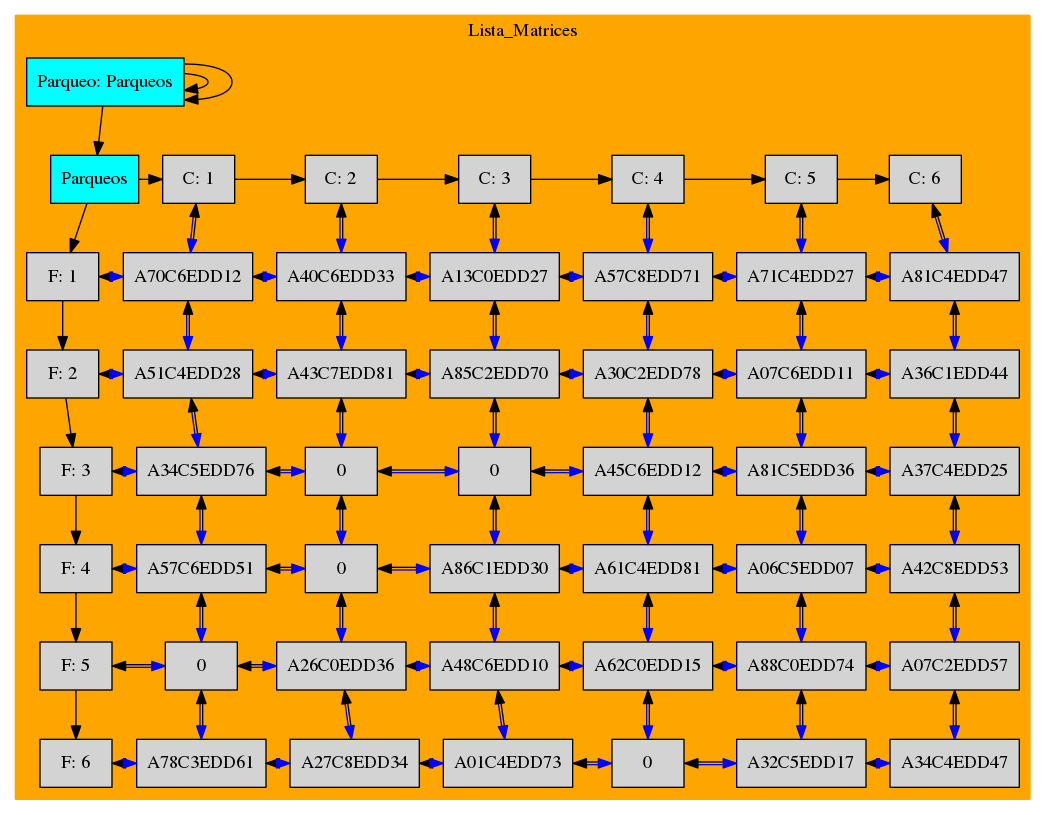 Lista_Matrices
Parqueo: Parqueos
Parqueos C: 1 C: 2 C: 3 C: 4 C: 5 C: 6
F: 1 A70C6EDD12 A40C6EDD33 A13C0EDD27 A57C8EDD71 A71C4EDD27 A81C4EDD47
F: 2 A51C4EDD28 A43C7EDD81 A85C2EDD70 A30C2EDD78 A07C6EDD11 A36C1EDD44
F: 3 A34C5EDD76 0 0 A45C6EDD12 A81C5EDD36 A37C4EDD25
F: 4 A57C6EDD51 0 A86C1EDD30 A61C4EDD81 A06C5EDD07 A42C8EDD53
F: 5 0 A26C0EDD36 A48C6EDD10 A62C0EDD15 A88C0EDD74 A07C2EDD57
F: 6 A78C3EDD61 A27C8EDD34 A01C4EDD73 0 A32C5EDD17 A34C4EDD47